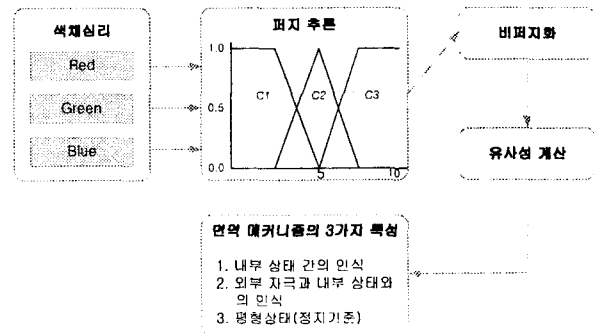 색채심리
Red
Green
Blue
퍼지 추론
1.0
0.5
0.0
C1
C2
C3
5
10
비퍼지화
유사성 계산
면역 메커니즘의 3가지 특성
1. 내부 상태 간의 인식
2. 외부 자극과 내부 상태와
의 인식
3. 평형상태(정지기준)